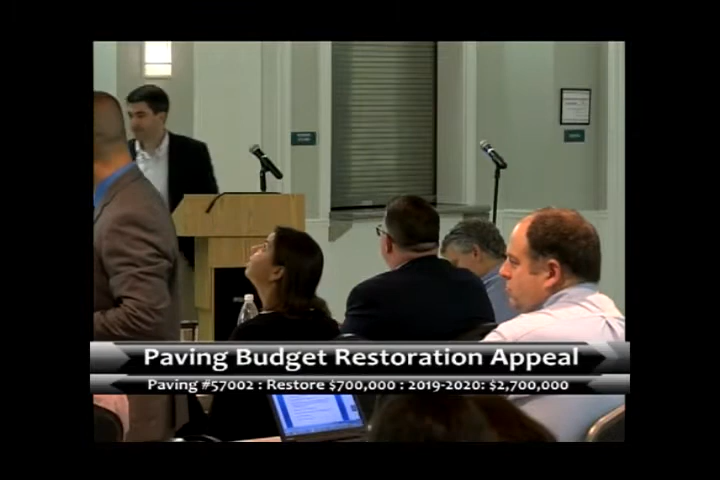 Paving Budget Restoration Appeal
Paving #57002 : Restore $700,000 : 2019-2020: $2,700,000